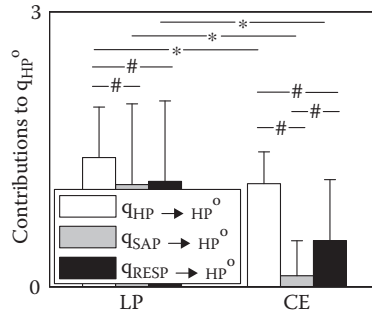 3
Contributions to qHP°
*
*
*
#
#
#
#
#
qHP → HP°
qSAP → HP°
qRESP → HP°
0
LP CE